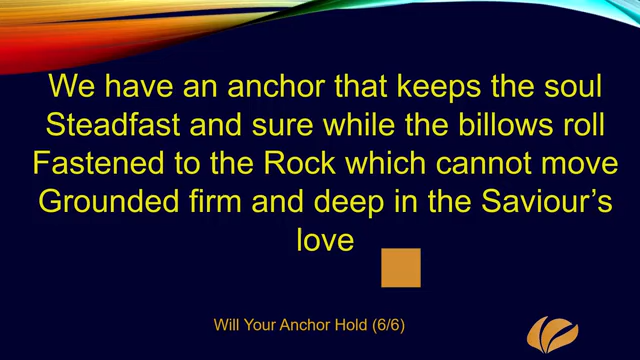 We have an anchor that keeps the soul
Steadfast and sure while the billows roll
Fastened to the Rock which cannot move
Grounded firm and deep in the Saviour’s
love
Will Your Anchor Hold (6/6)